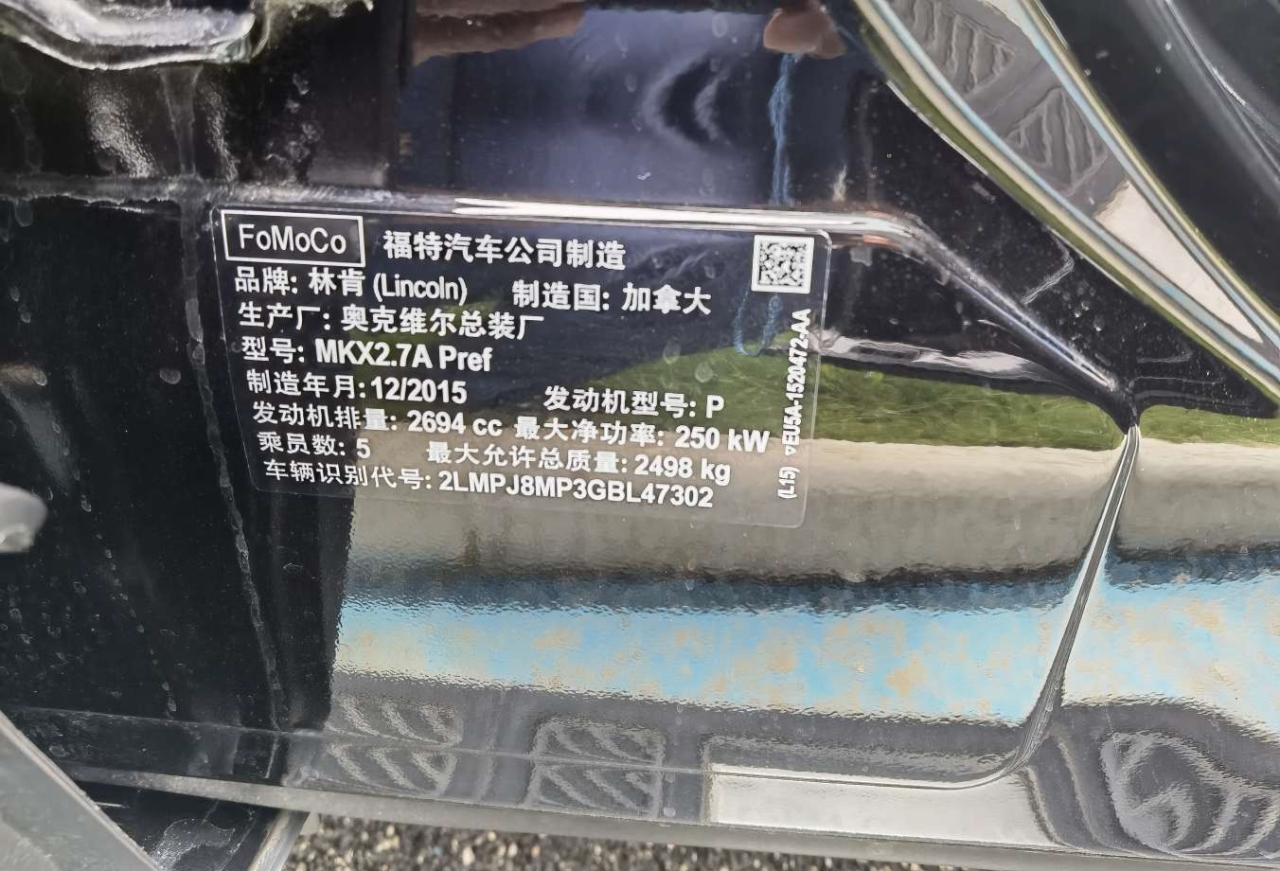 FoMoCo 福特汽车公司制造
品牌: 林肯 (Lincoln) 制造国: 加拿大
生产厂: 奥克维尔总装厂
型号: MKX2.7A Pref
制造年月: 12/2015 发动机型号: P
发动机排量: 2694 cc 最大净功率: 250 kW
乘员数: 5 最大允许总质量: 2498 kg
车辆识别代号: 2LMPJ8MP3GBL47302
(L15) ▿EU5A-1520472-AA